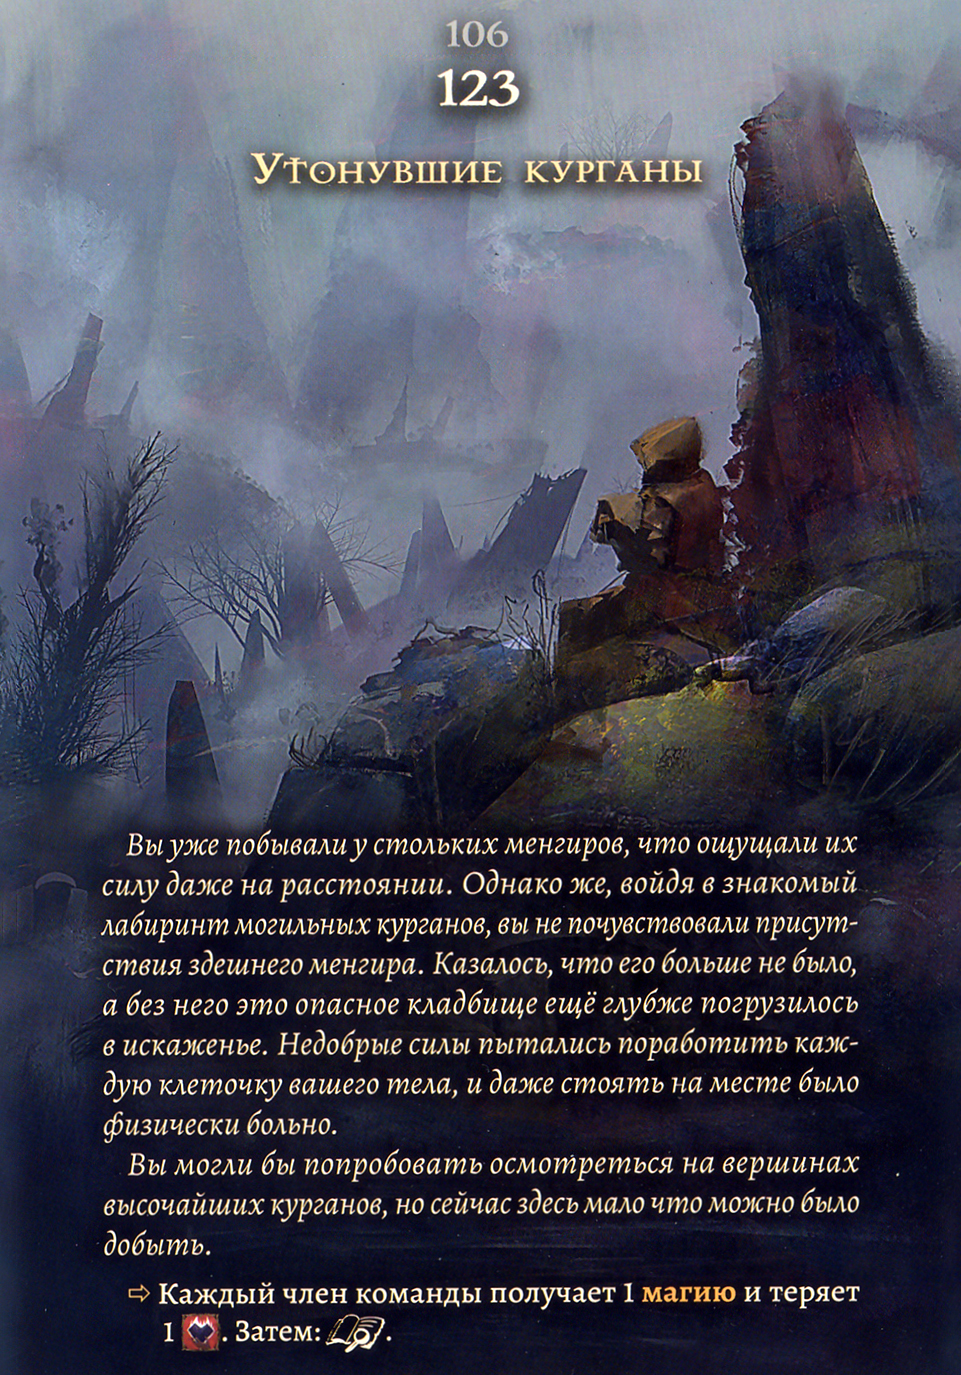 106
123
Утонувшие курганы
Вы уже побывали у стольких менгиров, что ощущали их
силу даже на расстоянии. Однако же, войдя в знакомый
лабиринт могильных курганов, вы не почувствовали присут-
ствия здешнего менгира. Казалось, что его больше не было,
а без него это опасное кладбище ещё глубже погрузилось
в искаженье. Недобрые силы пытались поработить каж-
дую клеточку вашего тела, и даже стоять на месте было
физически больно.
Вы могли бы попробовать осмотреться на вершинах
высочайших курганов, но сейчас здесь мало что можно было
добыть.
⇨ Каждый член команды получает 1 магию и теряет
1 . Затем: .